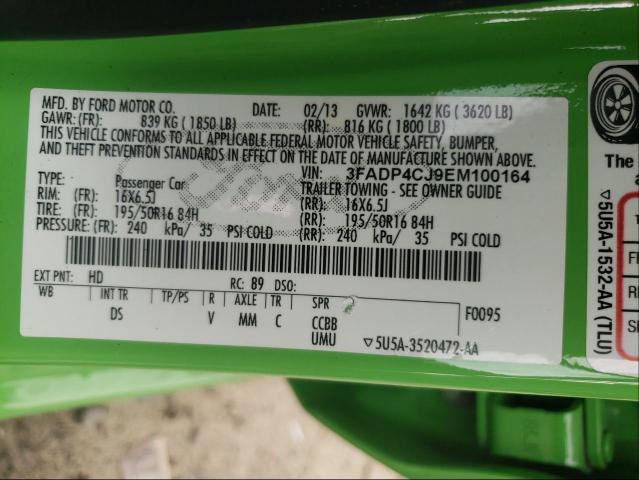 MFD. BY FORD MOTOR CO. DATE: 02/13 GVWR: 1642 KG ( 3620 LB)
GAWR: (FR): 839 KG ( 1850 LB) (RR): 816 KG ( 1800 LB)
THIS VEHICLE CONFORMS TO ALL APPLICABLE FEDERAL MOTOR VEHICLE SAFETY, BUMPER,
AND THEFT PREVENTION STANDARDS IN EFFECT ON THE DATE OF MANUFACTURE SHOWN ABOVE.
VIN: 3FADP4CJ9EM100164
TYPE: Passenger Car TRAILER TOWING - SEE OWNER GUIDE
RIM: (FR): 16X6.5J (RR): 16X6.5J
TIRE: (FR): 195/50R16 84H (RR): 195/50R16 84H
PRESSURE: (FR): 240 kPa/ 35 PSI COLD (RR): 240 kPa/ 35 PSI COLD
EXT PNT: HD RC: 89 DSO:
WB INT TR TP/PS R AXLE TR SPR F0095
DS V MM C CCBB
UMU ▽5U5A-3520472-AA
Ford
The
▽5U5A-1532-AA (TLU)